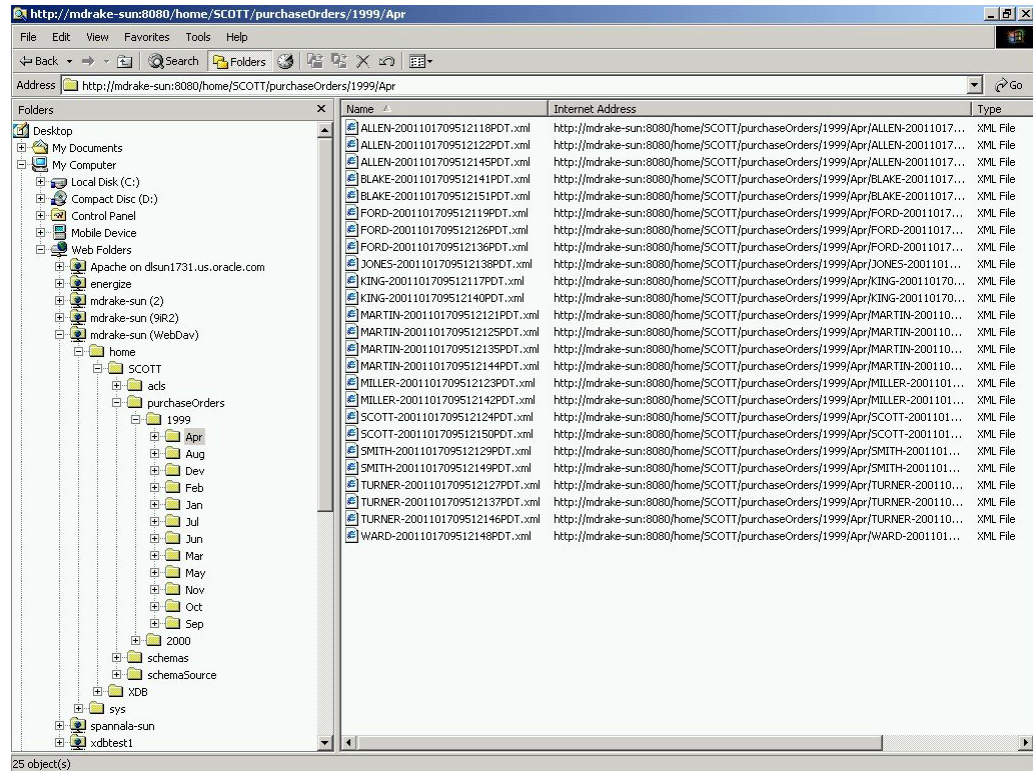 http://mdrake-sun:8080/home/SCOTT/purchaseOrders/1999/Apr
File Edit View Favorites Tools Help
Back Search Folders
Address http://mdrake-sun:8080/home/SCOTT/purchaseOrders/1999/Apr Go
Folders
Desktop
My Documents
My Computer
Local Disk (C:)
Compact Disc (D:)
Control Panel
Mobile Device
Web Folders
Apache on dlsun1731.us.oracle.com
energize
mdrake-sun (2)
mdrake-sun (9iR2)
mdrake-sun (WebDav)
home
SCOTT
acls
purchaseOrders
1999
Apr
Aug
Dev
Feb
Jan
Jul
Jun
Mar
May
Nov
Oct
Sep
2000
schemas
schemaSource
XDB
sys
spannala-sun
xdbtest1
Name Internet Address Type
ALLEN-2001101709512118PDT.xml http://mdrake-sun:8080/home/SCOTT/purchaseOrders/1999/Apr/ALLEN-20011017... XML File
ALLEN-2001101709512122PDT.xml http://mdrake-sun:8080/home/SCOTT/purchaseOrders/1999/Apr/ALLEN-20011017... XML File
ALLEN-2001101709512145PDT.xml http://mdrake-sun:8080/home/SCOTT/purchaseOrders/1999/Apr/ALLEN-20011017... XML File
BLAKE-2001101709512141PDT.xml http://mdrake-sun:8080/home/SCOTT/purchaseOrders/1999/Apr/BLAKE-20011017... XML File
BLAKE-2001101709512151PDT.xml http://mdrake-sun:8080/home/SCOTT/purchaseOrders/1999/Apr/BLAKE-20011017... XML File
FORD-2001101709512119PDT.xml http://mdrake-sun:8080/home/SCOTT/purchaseOrders/1999/Apr/FORD-20011017... XML File
FORD-2001101709512126PDT.xml http://mdrake-sun:8080/home/SCOTT/purchaseOrders/1999/Apr/FORD-20011017... XML File
FORD-2001101709512136PDT.xml http://mdrake-sun:8080/home/SCOTT/purchaseOrders/1999/Apr/FORD-20011017... XML File
JONES-2001101709512138PDT.xml http://mdrake-sun:8080/home/SCOTT/purchaseOrders/1999/Apr/JONES-2001101... XML File
KING-2001101709512117PDT.xml http://mdrake-sun:8080/home/SCOTT/purchaseOrders/1999/Apr/KING-200110170... XML File
KING-2001101709512140PDT.xml http://mdrake-sun:8080/home/SCOTT/purchaseOrders/1999/Apr/KING-200110170... XML File
MARTIN-2001101709512121PDT.xml http://mdrake-sun:8080/home/SCOTT/purchaseOrders/1999/Apr/MARTIN-200110... XML File
MARTIN-2001101709512125PDT.xml http://mdrake-sun:8080/home/SCOTT/purchaseOrders/1999/Apr/MARTIN-200110... XML File
MARTIN-2001101709512135PDT.xml http://mdrake-sun:8080/home/SCOTT/purchaseOrders/1999/Apr/MARTIN-200110... XML File
MARTIN-2001101709512144PDT.xml http://mdrake-sun:8080/home/SCOTT/purchaseOrders/1999/Apr/MARTIN-200110... XML File
MILLER-2001101709512123PDT.xml http://mdrake-sun:8080/home/SCOTT/purchaseOrders/1999/Apr/MILLER-2001101... XML File
MILLER-2001101709512142PDT.xml http://mdrake-sun:8080/home/SCOTT/purchaseOrders/1999/Apr/MILLER-2001101... XML File
SCOTT-2001101709512124PDT.xml http://mdrake-sun:8080/home/SCOTT/purchaseOrders/1999/Apr/SCOTT-2001101... XML File
SCOTT-2001101709512150PDT.xml http://mdrake-sun:8080/home/SCOTT/purchaseOrders/1999/Apr/SCOTT-2001101... XML File
SMITH-2001101709512129PDT.xml http://mdrake-sun:8080/home/SCOTT/purchaseOrders/1999/Apr/SMITH-2001101... XML File
SMITH-2001101709512149PDT.xml http://mdrake-sun:8080/home/SCOTT/purchaseOrders/1999/Apr/SMITH-2001101... XML File
TURNER-2001101709512127PDT.xml http://mdrake-sun:8080/home/SCOTT/purchaseOrders/1999/Apr/TURNER-200110... XML File
TURNER-2001101709512137PDT.xml http://mdrake-sun:8080/home/SCOTT/purchaseOrders/1999/Apr/TURNER-200110... XML File
TURNER-2001101709512146PDT.xml http://mdrake-sun:8080/home/SCOTT/purchaseOrders/1999/Apr/TURNER-200110... XML File
WARD-2001101709512148PDT.xml http://mdrake-sun:8080/home/SCOTT/purchaseOrders/1999/Apr/WARD-2001101... XML File
25 object(s)